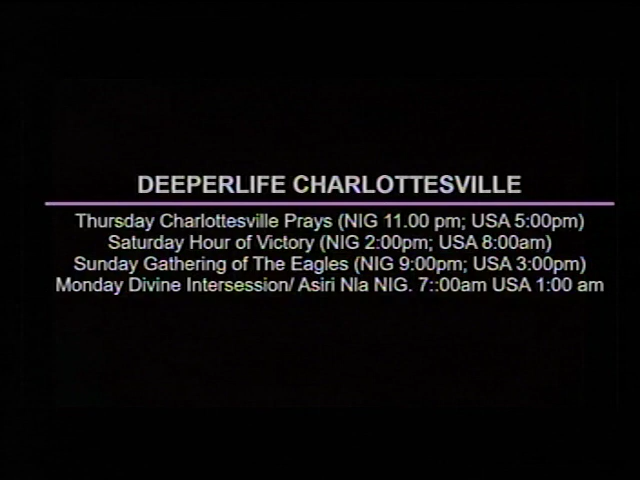 DEEPERLIFE CHARLOTTESVILLE
Thursday Charlottesville Prays (NIG 11.00 pm; USA 5:00pm)
Saturday Hour of Victory (NIG 2:00pm; USA 8:00am)
Sunday Gathering of The Eagles (NIG 9:00pm; USA 3:00pm)
Monday Divine Intersession/ Asiri Nla NIG. 7::00am USA 1:00 am